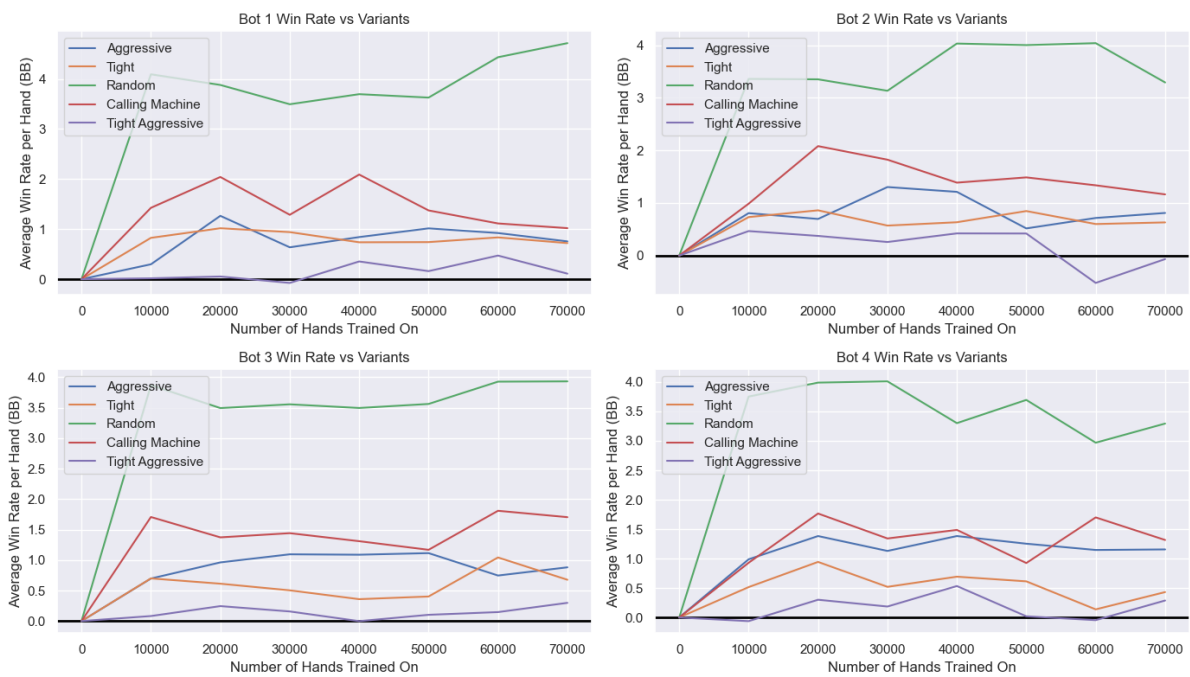 Bot 1 Win Rate vs Variants
Average Win Rate per Hand (BB)
4
3
2
1
0
Aggressive
Tight
Random
Calling Machine
Tight Aggressive
0 10000 20000 30000 40000 50000 60000 70000
Number of Hands Trained On
Bot 2 Win Rate vs Variants
Average Win Rate per Hand (BB)
4
3
2
1
0
Aggressive
Tight
Random
Calling Machine
Tight Aggressive
0 10000 20000 30000 40000 50000 60000 70000
Number of Hands Trained On
Bot 3 Win Rate vs Variants
Average Win Rate per Hand (BB)
4.0
3.5
3.0
2.5
2.0
1.5
1.0
0.5
0.0
Aggressive
Tight
Random
Calling Machine
Tight Aggressive
0 10000 20000 30000 40000 50000 60000 70000
Number of Hands Trained On
Bot 4 Win Rate vs Variants
Average Win Rate per Hand (BB)
4.0
3.5
3.0
2.5
2.0
1.5
1.0
0.5
0.0
Aggressive
Tight
Random
Calling Machine
Tight Aggressive
0 10000 20000 30000 40000 50000 60000 70000
Number of Hands Trained On